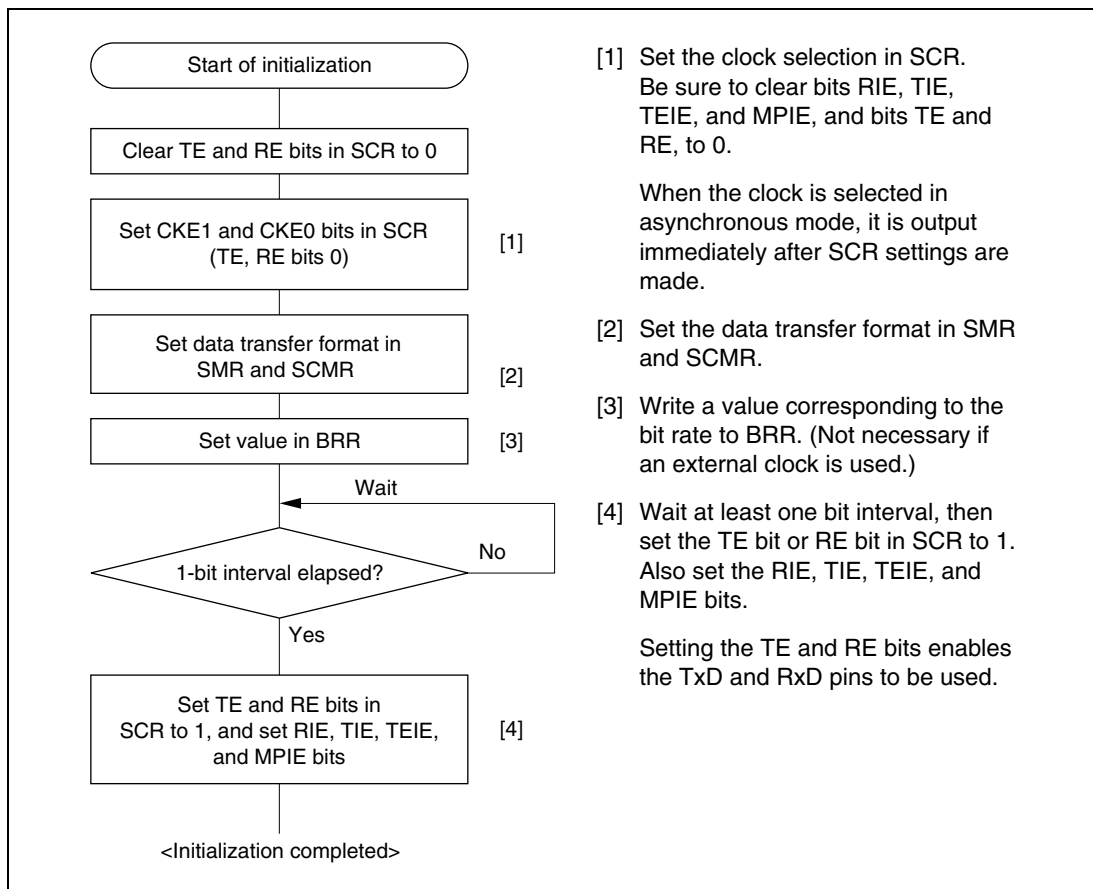 Start of initialization
Clear TE and RE bits in SCR to 0
Set CKE1 and CKE0 bits in SCR
(TE, RE bits 0)
[1]
Set data transfer format in
SMR and SCMR
[2]
Set value in BRR
[3]
Wait
1-bit interval elapsed?
No
Yes
Set TE and RE bits in
SCR to 1, and set RIE, TIE, TEIE,
and MPIE bits
[4]
<Initialization completed>
[1] Set the clock selection in SCR.
Be sure to clear bits RIE, TIE,
TEIE, and MPIE, and bits TE and
RE, to 0.
When the clock is selected in
asynchronous mode, it is output
immediately after SCR settings are
made.
[2] Set the data transfer format in SMR
and SCMR.
[3] Write a value corresponding to the
bit rate to BRR. (Not necessary if
an external clock is used.)
[4] Wait at least one bit interval, then
set the TE bit or RE bit in SCR to 1.
Also set the RIE, TIE, TEIE, and
MPIE bits.
Setting the TE and RE bits enables
the TxD and RxD pins to be used.